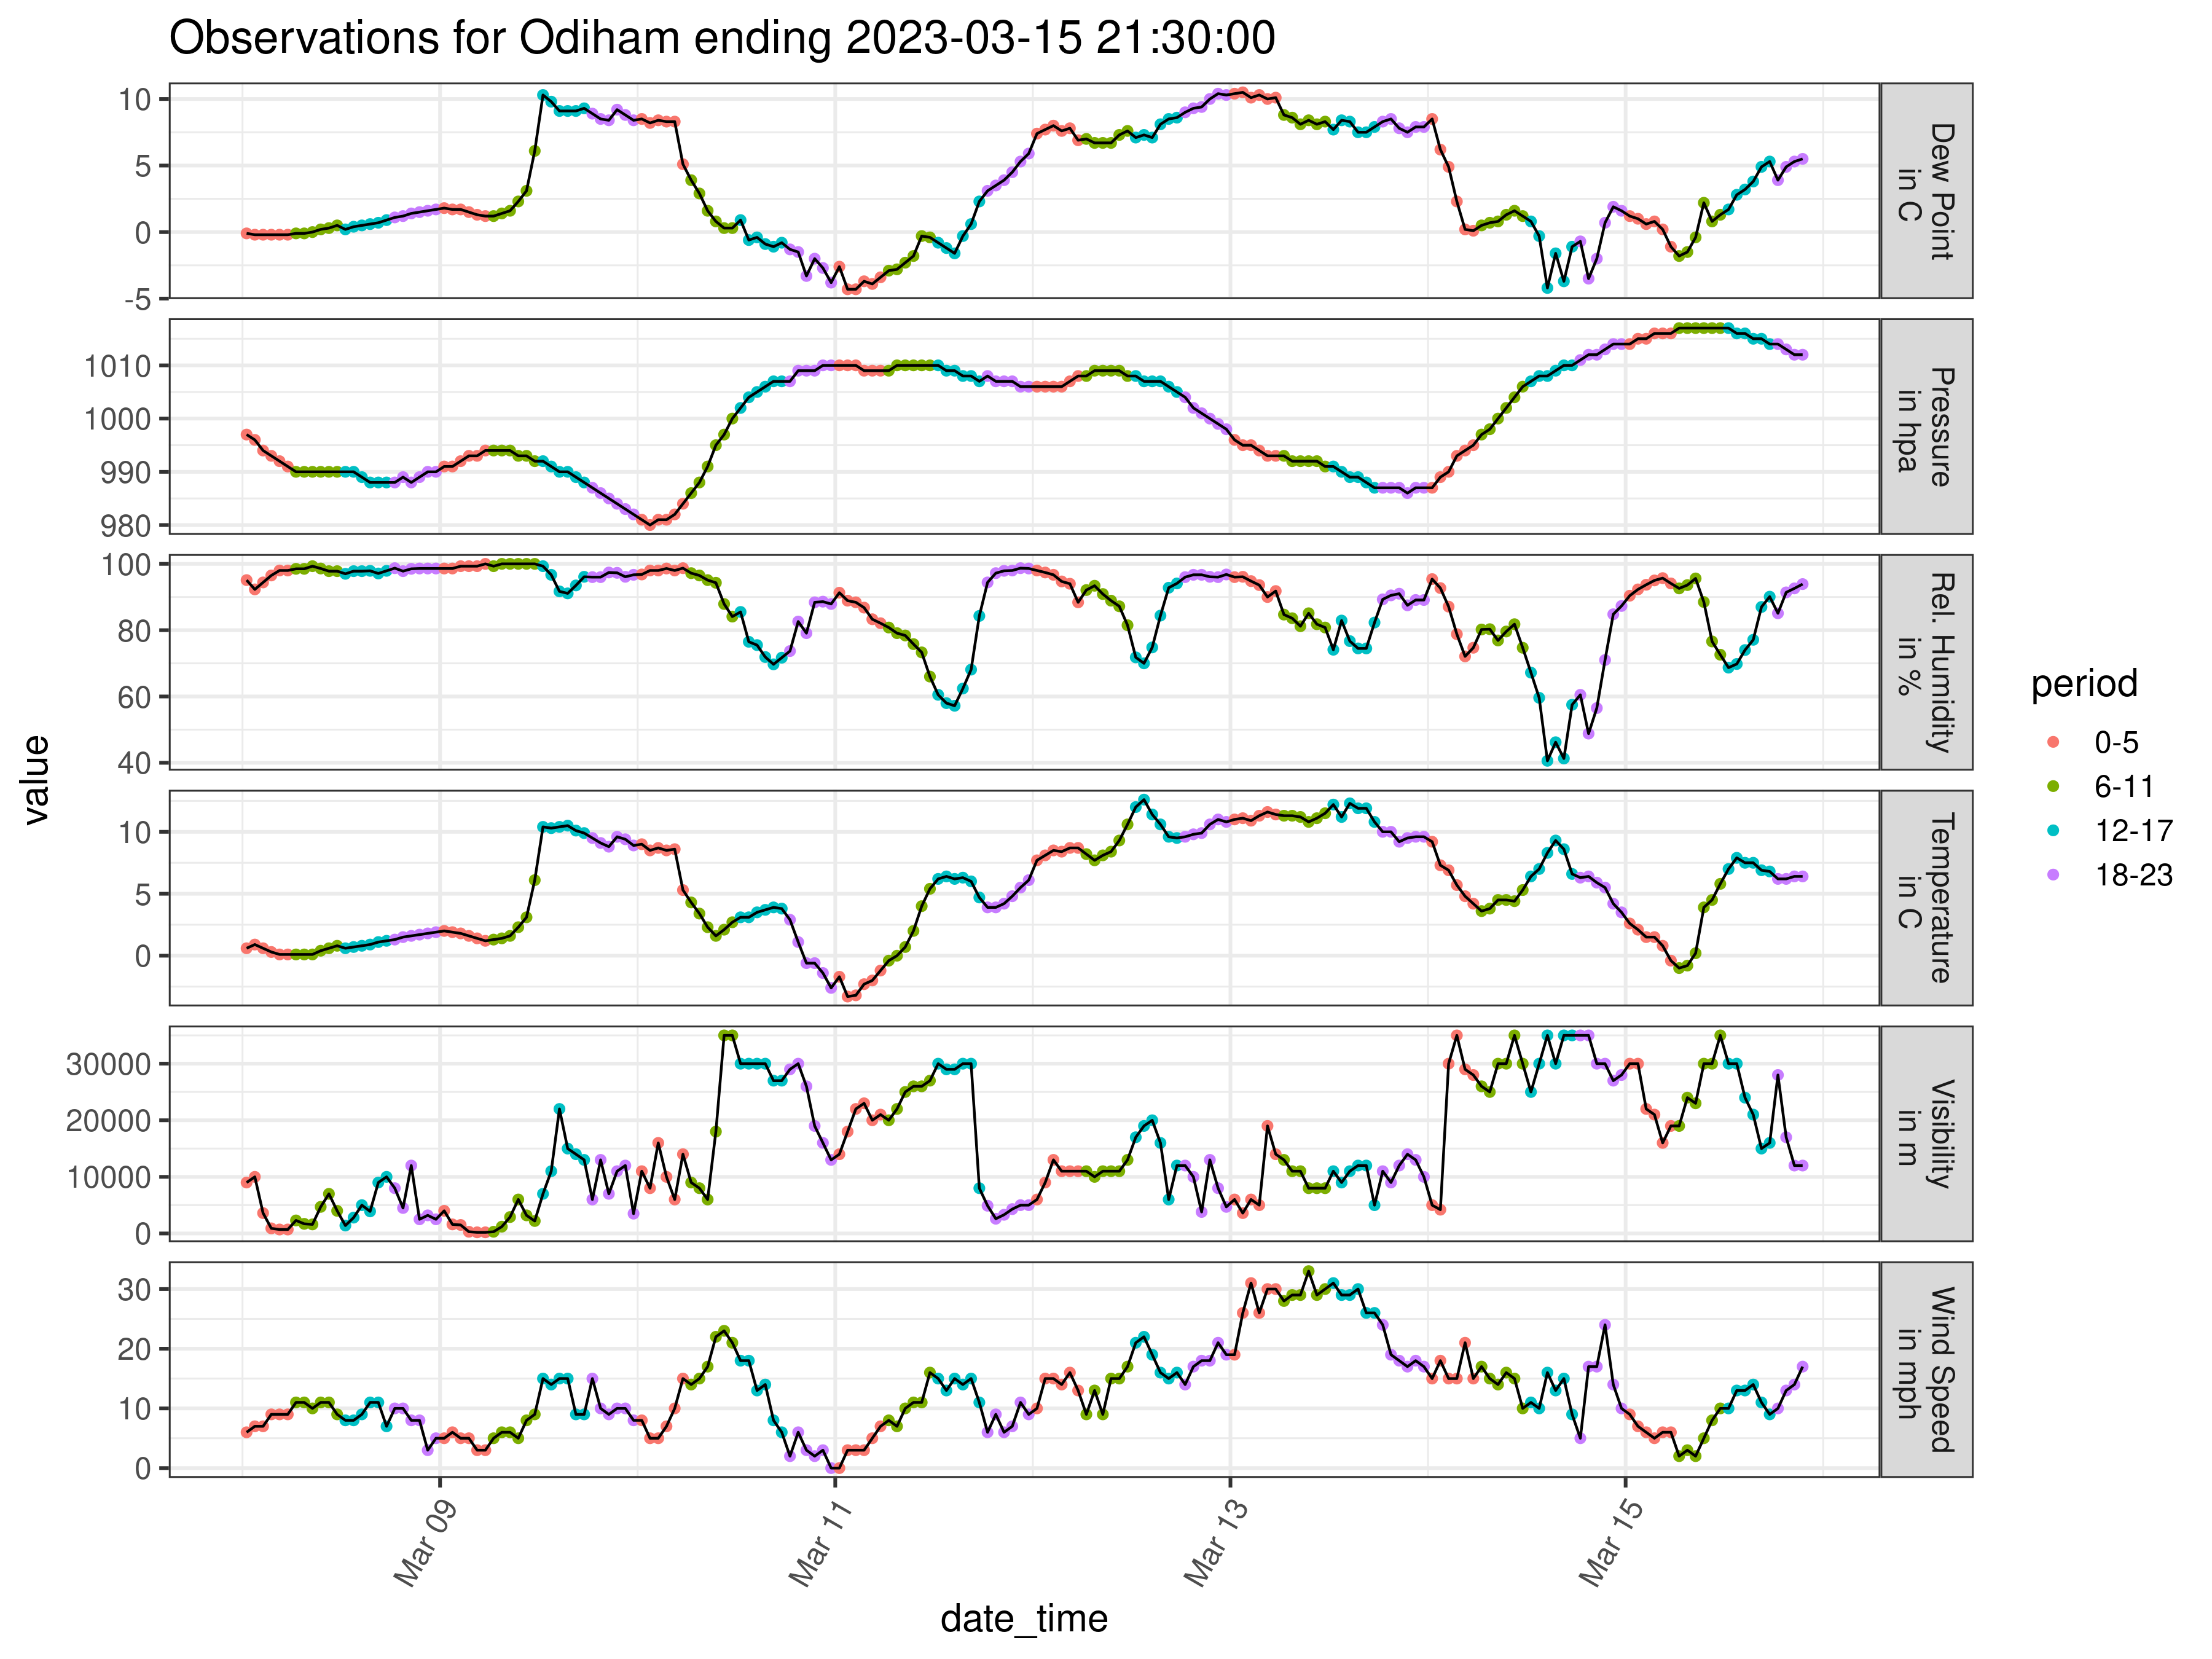 Observations for Odiham ending 2023-03-15 21:30:00
value
10
5
0
-5
Dew Point
in C
1010
1000
990
980
Pressure
in hpa
100
80
60
40
Rel. Humidity
in %
10
5
0
Temperature
in C
30000
20000
10000
0
Visibility
in m
30
20
10
0
Wind Speed
in mph
Mar 09
Mar 11
Mar 13
Mar 15
date_time
period
0-5
6-11
12-17
18-23